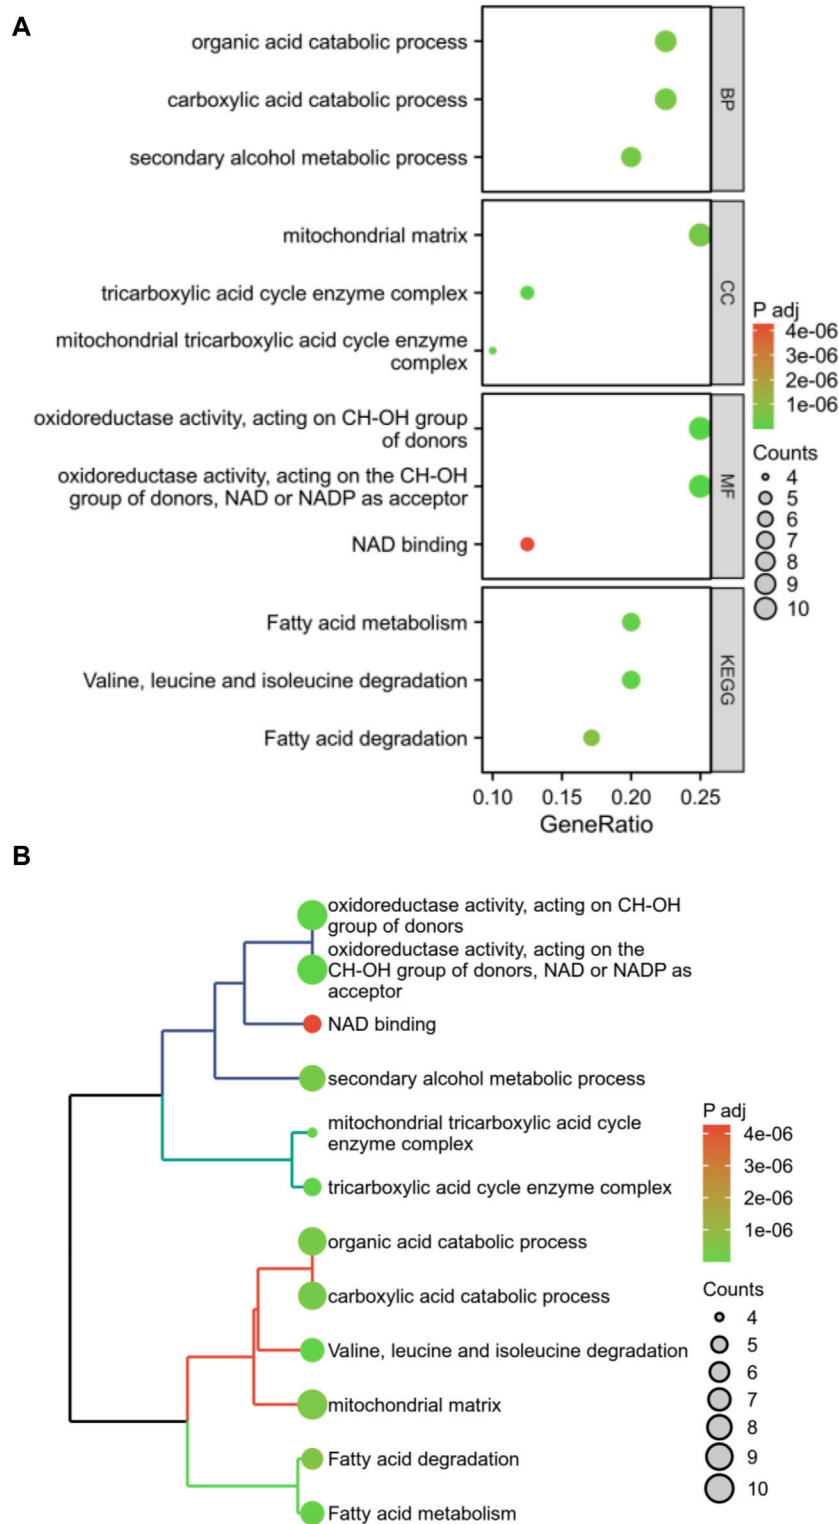 A
organic acid catabolic process
carboxylic acid catabolic process
secondary alcohol metabolic process
BP
mitochondrial matrix
tricarboxylic acid cycle enzyme complex
mitochondrial tricarboxylic acid cycle enzyme
complex
CC
oxidoreductase activity, acting on CH-OH group
of donors
oxidoreductase activity, acting on the CH-OH
group of donors, NAD or NADP as acceptor
NAD binding
MF
Fatty acid metabolism
Valine, leucine and isoleucine degradation
Fatty acid degradation
KEGG
0.10 0.15 0.20 0.25
GeneRatio
P adj
4e-06
3e-06
2e-06
1e-06
Counts
4
5
6
7
8
9
10
B
oxidoreductase activity, acting on CH-OH
group of donors
oxidoreductase activity, acting on the
CH-OH group of donors, NAD or NADP as
acceptor
NAD binding
secondary alcohol metabolic process
mitochondrial tricarboxylic acid cycle
enzyme complex
tricarboxylic acid cycle enzyme complex
organic acid catabolic process
carboxylic acid catabolic process
Valine, leucine and isoleucine degradation
mitochondrial matrix
Fatty acid degradation
Fatty acid metabolism
P adj
4e-06
3e-06
2e-06
1e-06
Counts
4
5
6
7
8
9
10